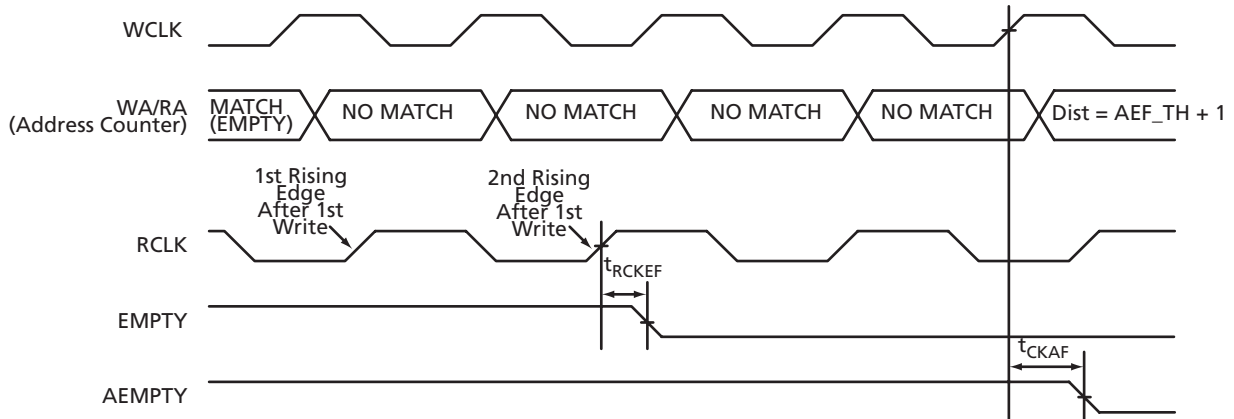 WCLK
WA/RA
(Address Counter)
MATCH
(EMPTY)
NO MATCH
NO MATCH
NO MATCH
NO MATCH
Dist = AEF_TH + 1
1st Rising
Edge
After 1st
Write
2nd Rising
Edge
After 1st
Write
RCLK
tRCKEF
EMPTY
tCKAF
AEMPTY